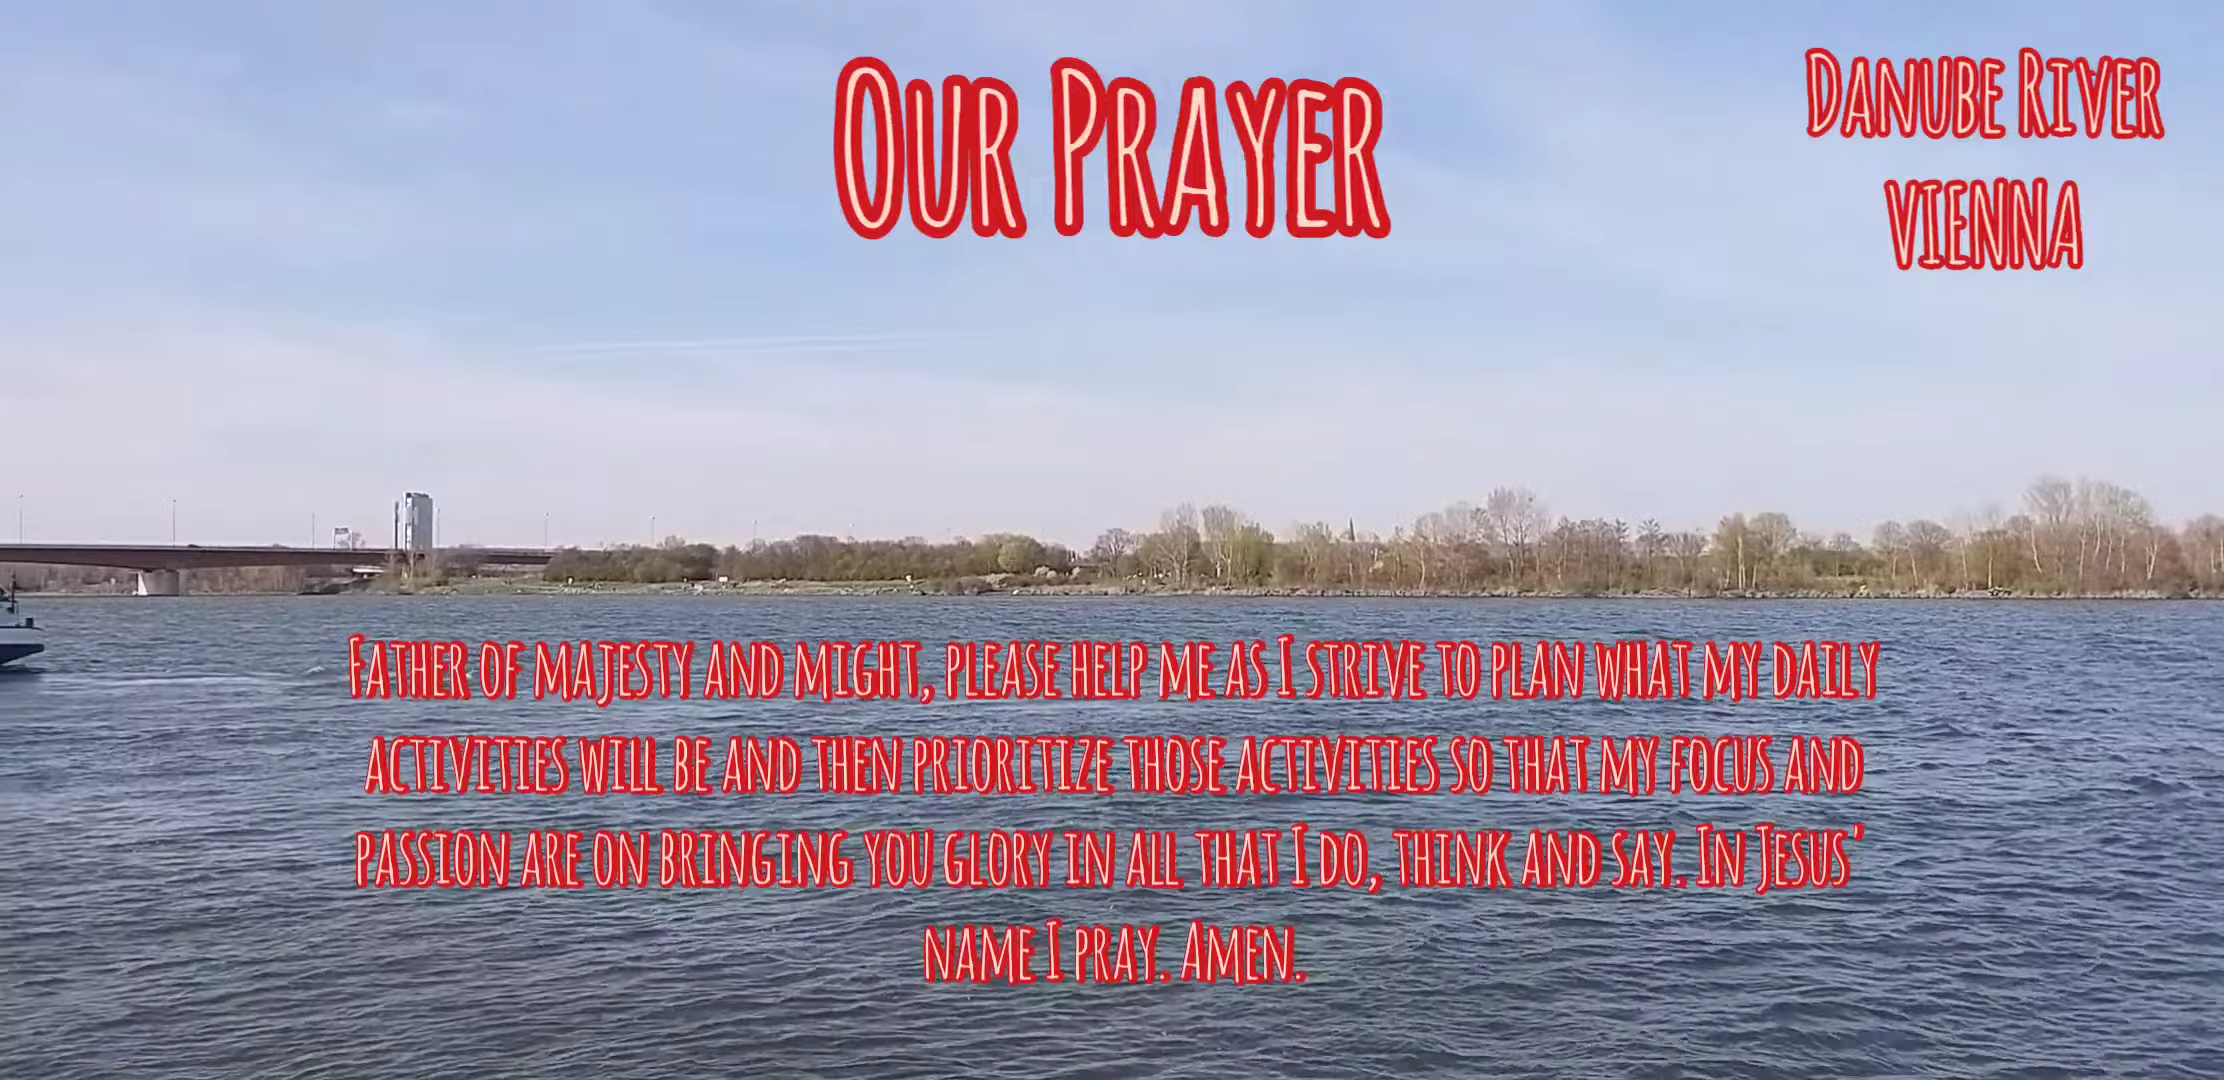 Our Prayer
Danube River
Vienna
Father of majesty and might, please help me as I strive to plan what my daily
activities will be and then prioritize those activities so that my focus and
passion are on bringing you glory in all that I do, think and say. In Jesus'
name I pray. Amen.